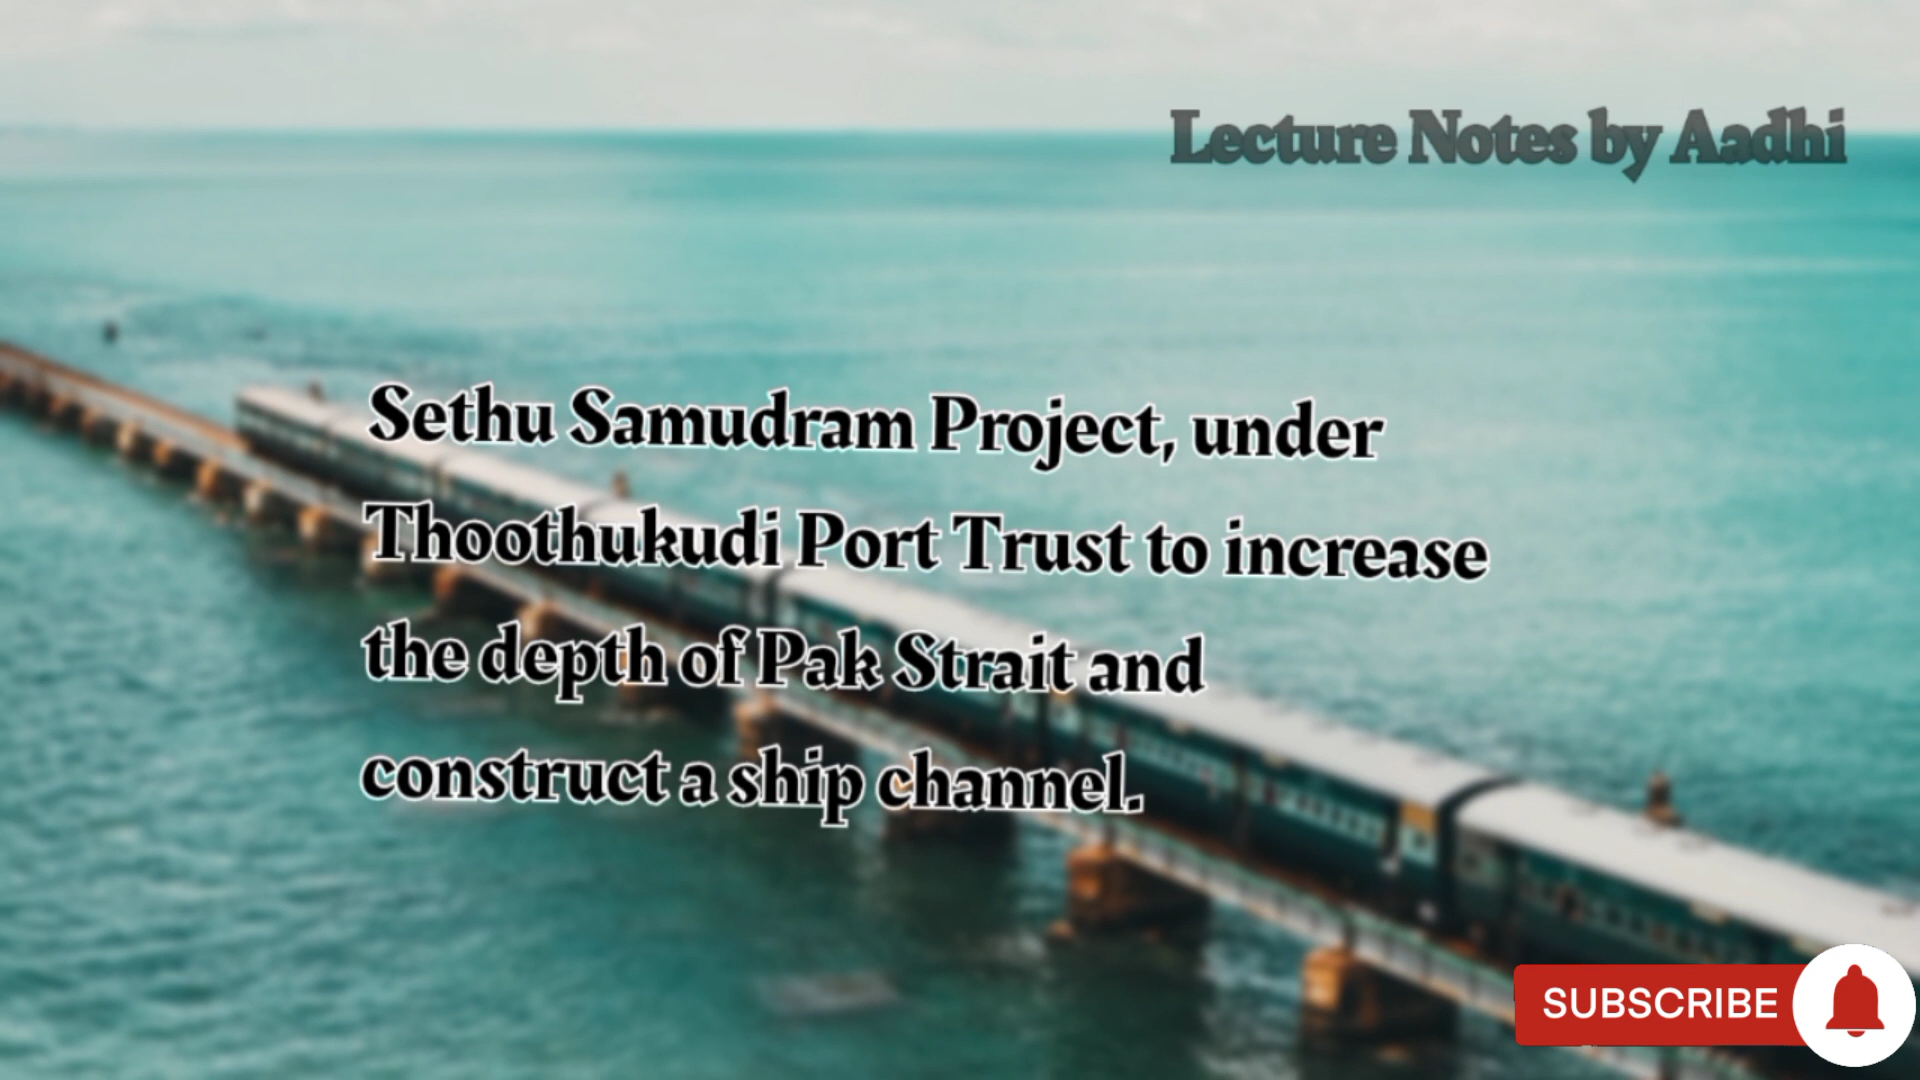 Lecture Notes by Aadhi
Sethu Samudram Project, under
Thoothukudi Port Trust to increase
the depth of Pak Strait and
construct a ship channel.
SUBSCRIBE